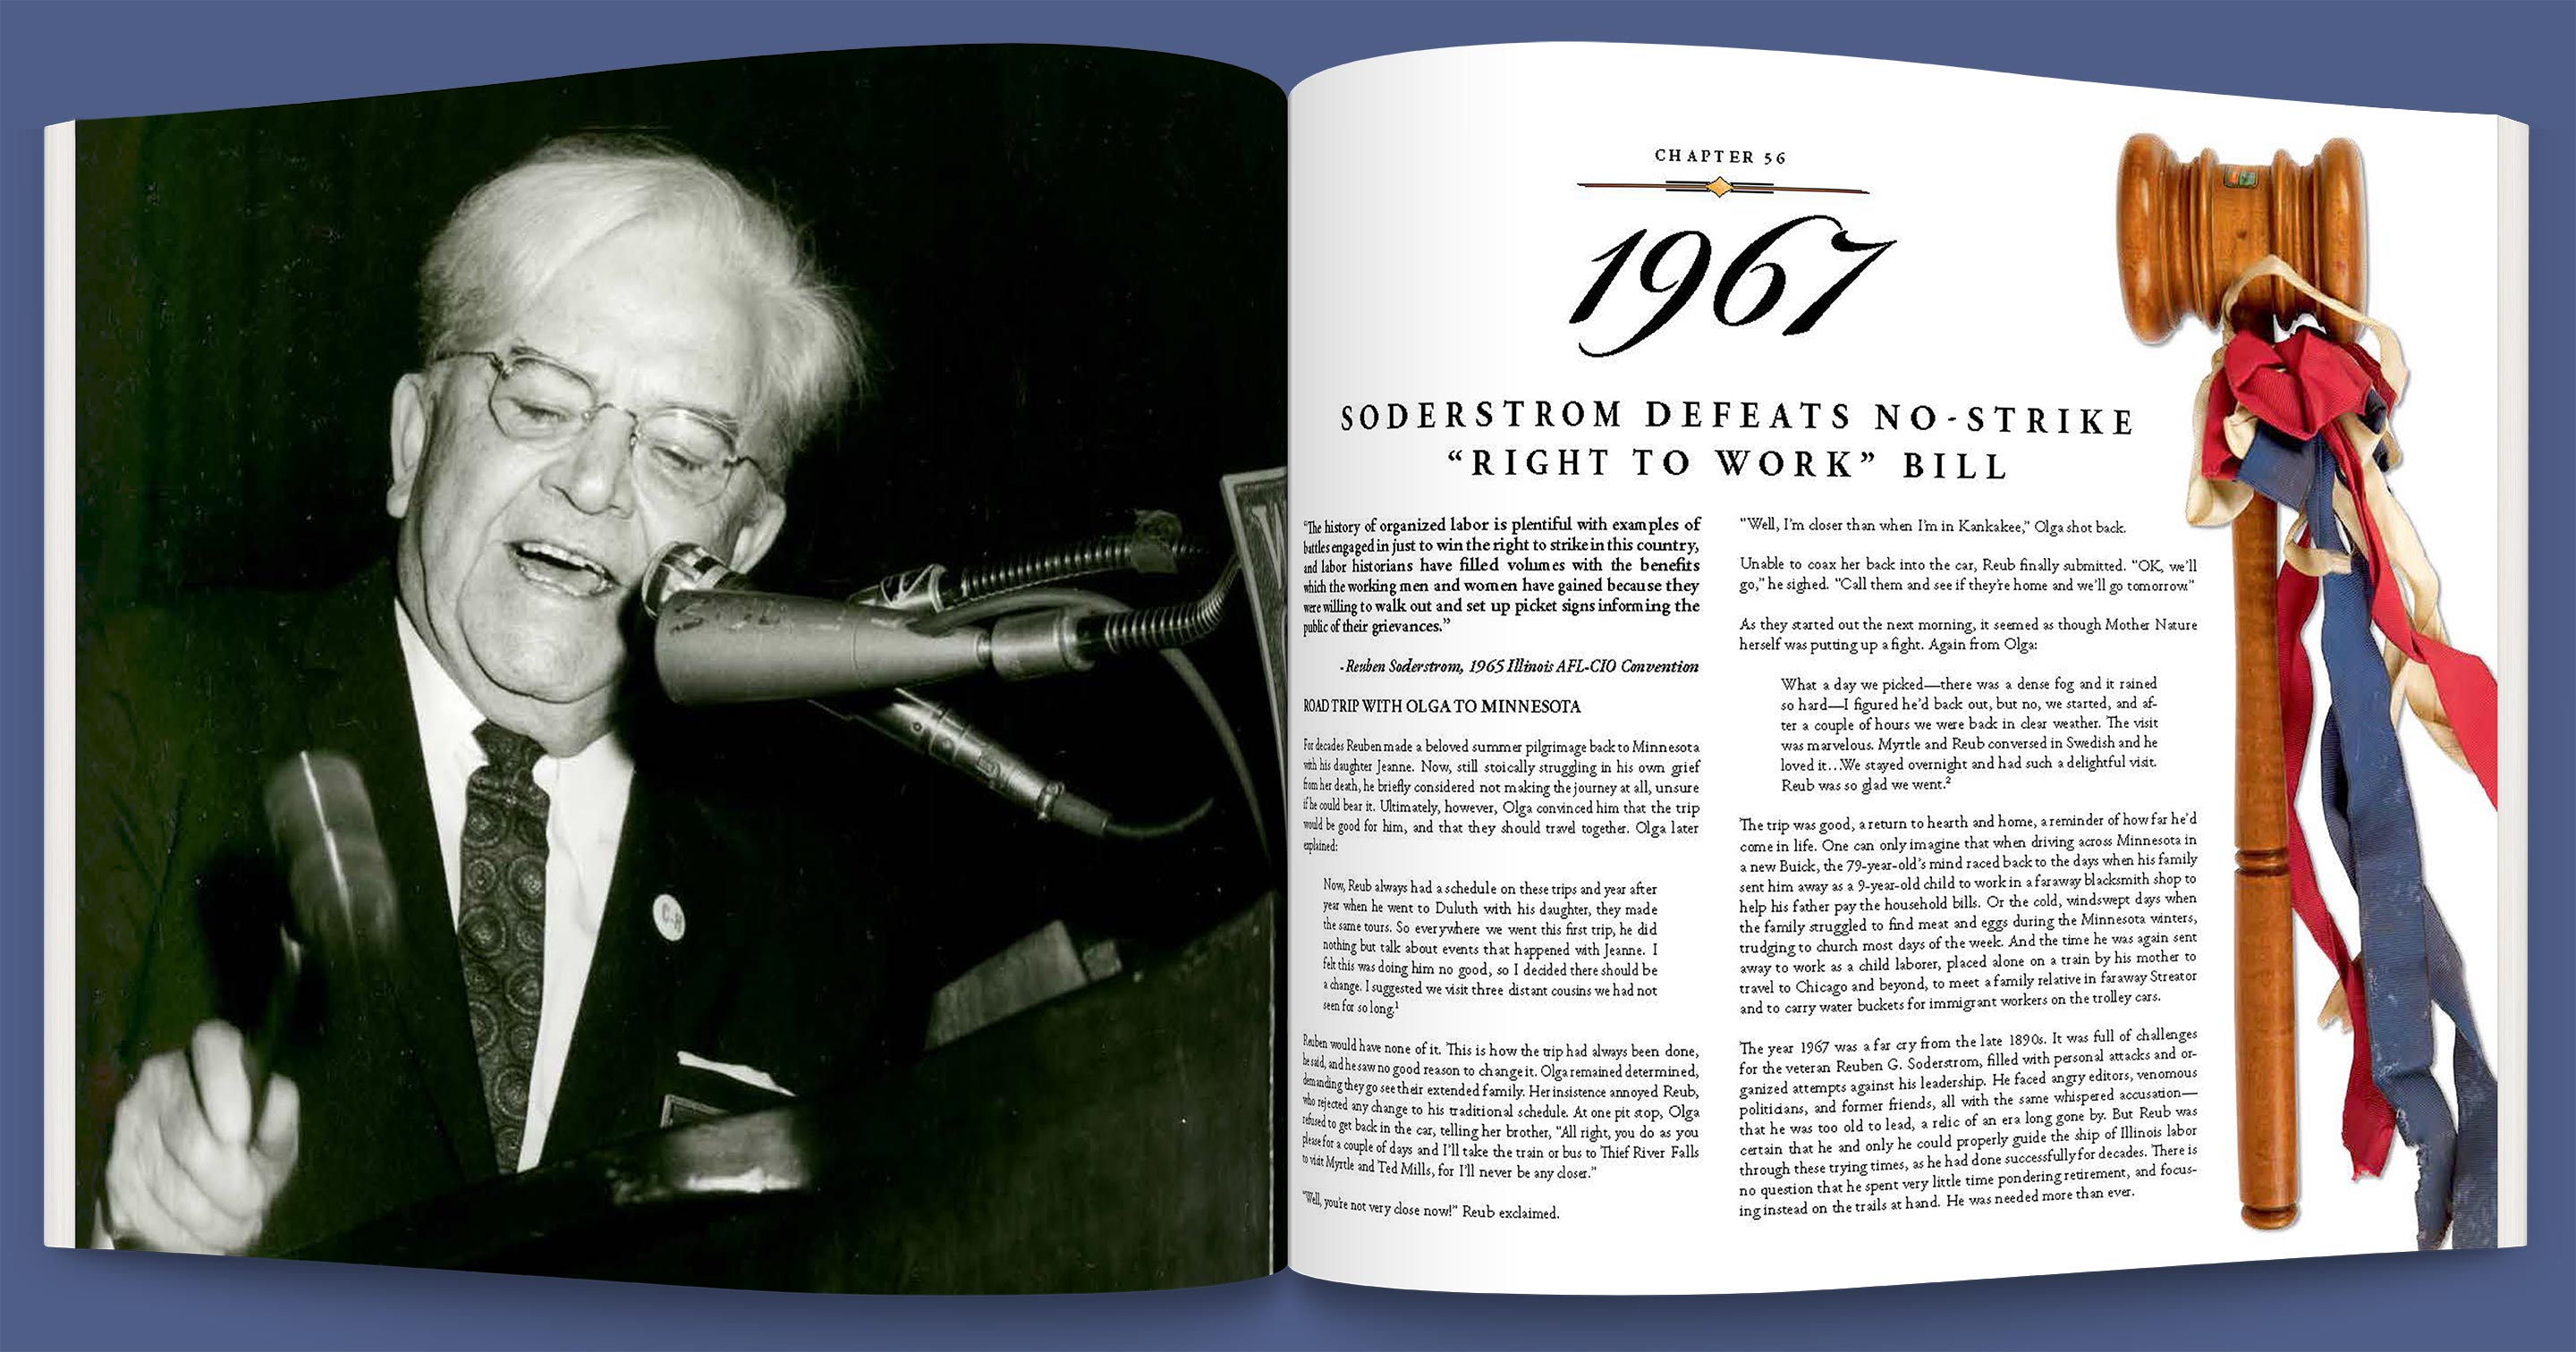 CHAPTER 56
1967
SODERSTROM DEFEATS NO-STRIKE
“RIGHT TO WORK” BILL
“The history of organized labor is plentiful with examples of
battles engaged in just to win the right to strike in this country,
and labor historians have filled volumes with the benefits
which the working men and women have gained because they
were willing to walk out and set up picket signs informing the
public of their grievances.”
-Reuben Soderstrom, 1965 Illinois AFL-CIO Convention
ROAD TRIP WITH OLGA TO MINNESOTA
For decades Reuben made a beloved summer pilgrimage back to Minnesota
with his daughter Jeanne. Now, still stoically struggling in his own grief
from her death, he briefly considered not making the journey at all, unsure
if he could bear it. Ultimately, however, Olga convinced him that the trip
would be good for him, and that they should travel together. Olga later
explained:
Now, Reub always had a schedule on these trips and year after
year when he went to Duluth with his daughter, they made
the same tours. So everywhere we went this first trip, he did
nothing but talk about events that happened with Jeanne. I
felt this was doing him no good, so I decided there should be
a change. I suggested we visit three distant cousins we had not
seen for so long.¹
Reuben would have none of it. This is how the trip had always been done,
he said, and he saw no good reason to change it. Olga remained determined,
demanding they go see their extended family. Her insistence annoyed Reub,
who rejected any change to his traditional schedule. At one pit stop, Olga
refused to get back in the car, telling her brother, “All right, you do as you
please for a couple of days and I’ll take the train or bus to Thief River Falls
to visit Myrtle and Ted Mills, for I’ll never be any closer.”
“Well, you’re not very close now!” Reub exclaimed.
“Well, I’m closer than when I’m in Kankakee,” Olga shot back.
Unable to coax her back into the car, Reub finally submitted. “OK, we’ll
go,” he sighed. “Call them and see if they’re home and we’ll go tomorrow.”
As they started out the next morning, it seemed as though Mother Nature
herself was putting up a fight. Again from Olga:
What a day we picked—there was a dense fog and it rained
so hard—I figured he’d back out, but no, we started, and af-
ter a couple of hours we were back in clear weather. The visit
was marvelous. Myrtle and Reub conversed in Swedish and he
loved it…We stayed overnight and had such a delightful visit.
Reub was so glad we went.²
The trip was good, a return to hearth and home, a reminder of how far he’d
come in life. One can only imagine that when driving across Minnesota in
a new Buick, the 79-year-old’s mind raced back to the days when his family
sent him away as a 9-year-old child to work in a faraway blacksmith shop to
help his father pay the household bills. Or the cold, windswept days when
the family struggled to find meat and eggs during the Minnesota winters,
trudging to church most days of the week. And the time he was again sent
away to work as a child laborer, placed alone on a train by his mother to
travel to Chicago and beyond, to meet a family relative in faraway Streator
and to carry water buckets for immigrant workers on the trolley cars.
The year 1967 was a far cry from the late 1890s. It was full of challenges
for the veteran Reuben G. Soderstrom, filled with personal attacks and or-
ganized attempts against his leadership. He faced angry editors, venomous
politicians, and former friends, all with the same whispered accusation—
that he was too old to lead, a relic of an era long gone by. But Reub was
certain that he and only he could properly guide the ship of Illinois labor
through these trying times, as he had done successfully for decades. There is
no question that he spent very little time pondering retirement, and focus-
ing instead on the trails at hand. He was needed more than ever.